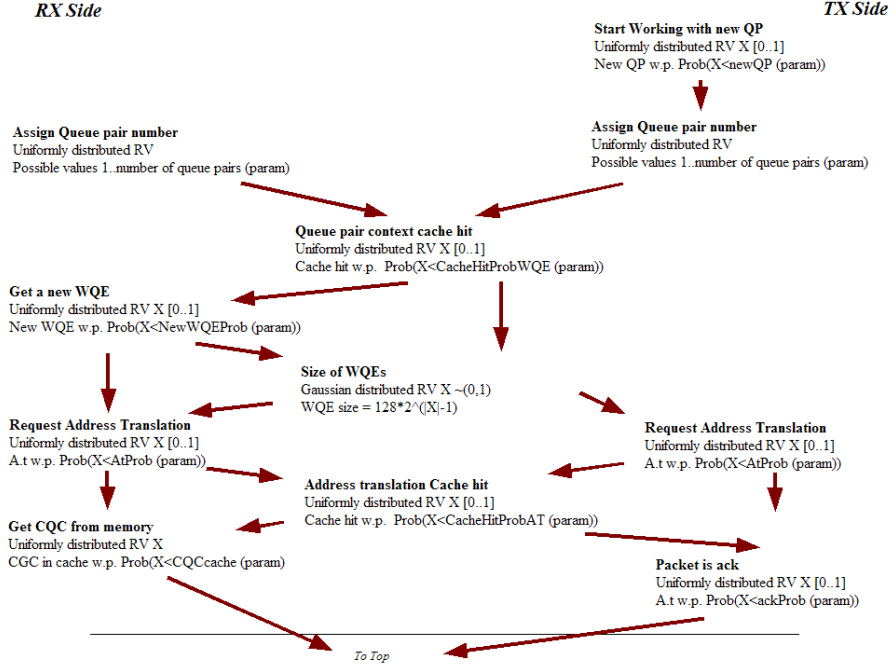 RX Side
TX Side
Start Working with new QP
Uniformly distributed RV X [0..1]
New QP w.p. Prob(X<newQP (param))
Assign Queue pair number
Uniformly distributed RV
Possible values 1..number of queue pairs (param)
Assign Queue pair number
Uniformly distributed RV
Possible values 1..number of queue pairs (param)
Queue pair context cache hit
Uniformly distributed RV X [0..1]
Cache hit w.p. Prob(X<CacheHitProbWQE (param))
Get a new WQE
Uniformly distributed RV X [0..1]
New WQE w.p. Prob(X<NewWQEProb (param))
Size of WQEs
Gaussian distributed RV X ~(0,1)
WQE size = 128*2^(|X|-1)
Request Address Translation
Uniformly distributed RV X [0..1]
A.t w.p. Prob(X<AtProb (param))
Request Address Translation
Uniformly distributed RV X [0..1]
A.t w.p. Prob(X<AtProb (param))
Address translation Cache hit
Uniformly distributed RV X [0..1]
Cache hit w.p. Prob(X<CacheHitProbAT (param))
Get CQC from memory
Uniformly distributed RV X
CGC in cache w.p. Prob(X<CQCcache (param)
Packet is ack
Uniformly distributed RV X [0..1]
A.t w.p. Prob(X<ackProb (param))
To Top